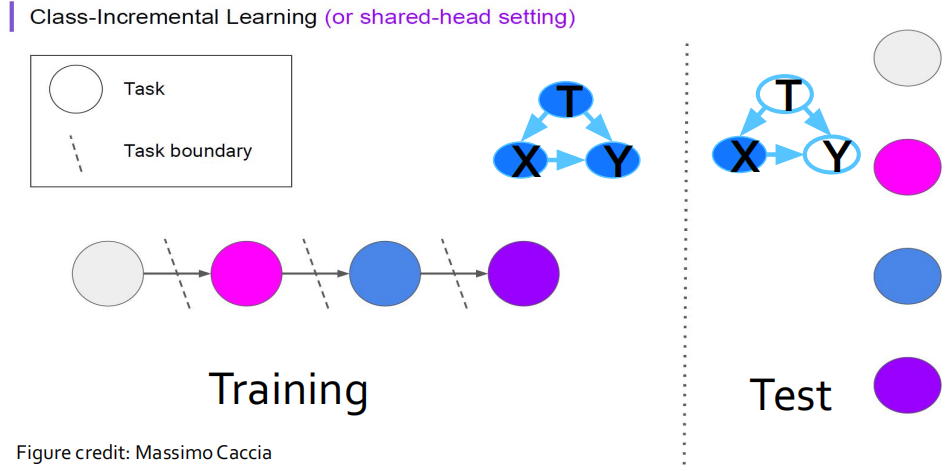 Class-Incremental Learning (or shared-head setting)
Task
Task boundary
T
X
Y
T
X
Y
Training
Test
Figure credit: Massimo Caccia